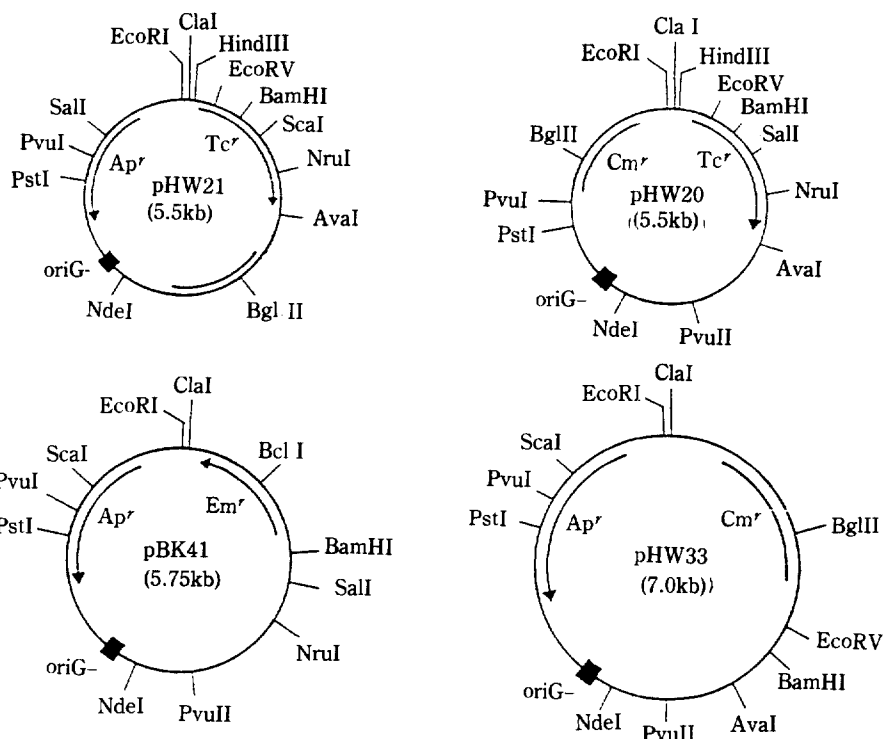 ClaI
EcoRI
HindIII
EcoRV
BamHI
SalI
ScaI
PvuI
NruI
PstI
Apr
Tcr
pHW21
(5.5kb)
AvaI
oriG-
NdeI
Bgl II
Cla I
EcoRI
HindIII
EcoRV
BamHI
SalI
BglII
Cmr
Tcr
pHW20
((5.5kb)
NruI
PvuI
PstI
AvaI
oriG-
NdeI
PvuII
ClaI
EcoRI
Bcl I
ScaI
PvuI
PstI
Apr
Emr
pBK41
(5.75kb)
BamHI
SalI
NruI
oriG-
NdeI
PvuII
ClaI
EcoRI
ScaI
PvuI
PstI
Apr
Cmr
BglII
pHW33
(7.0kb))
EcoRV
BamHI
oriG-
NdeI
PvuII
AvaI